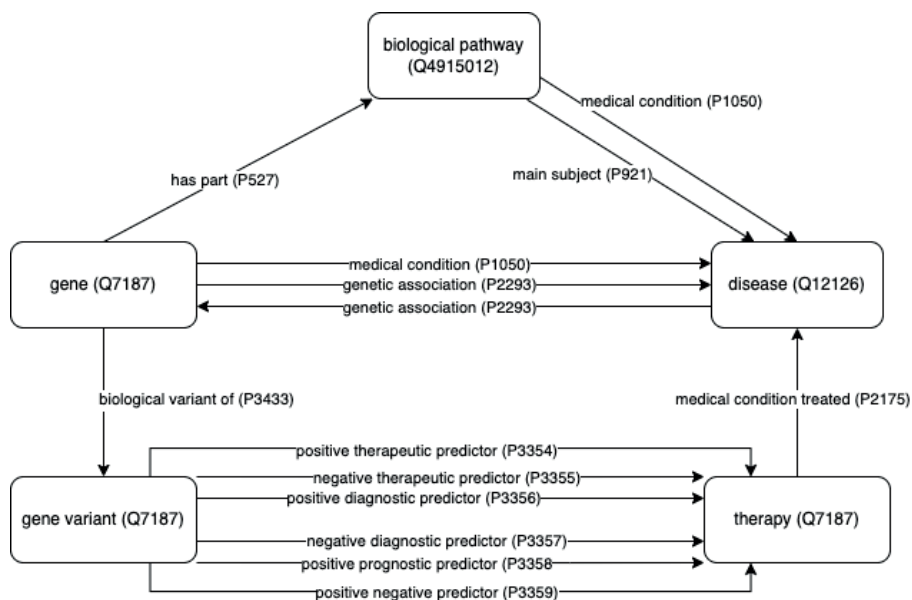 biological pathway
(Q4915012)
medical condition (P1050)
main subject (P921)
has part (P527)
gene (Q7187)
medical condition (P1050)
genetic association (P2293)
genetic association (P2293)
disease (Q12126)
biological variant of (P3433)
medical condition treated (P2175)
positive therapeutic predictor (P3354)
negative therapeutic predictor (P3355)
positive diagnostic predictor (P3356)
gene variant (Q7187)
therapy (Q7187)
negative diagnostic predictor (P3357)
positive prognostic predictor (P3358
positive negative predictor (P3359)